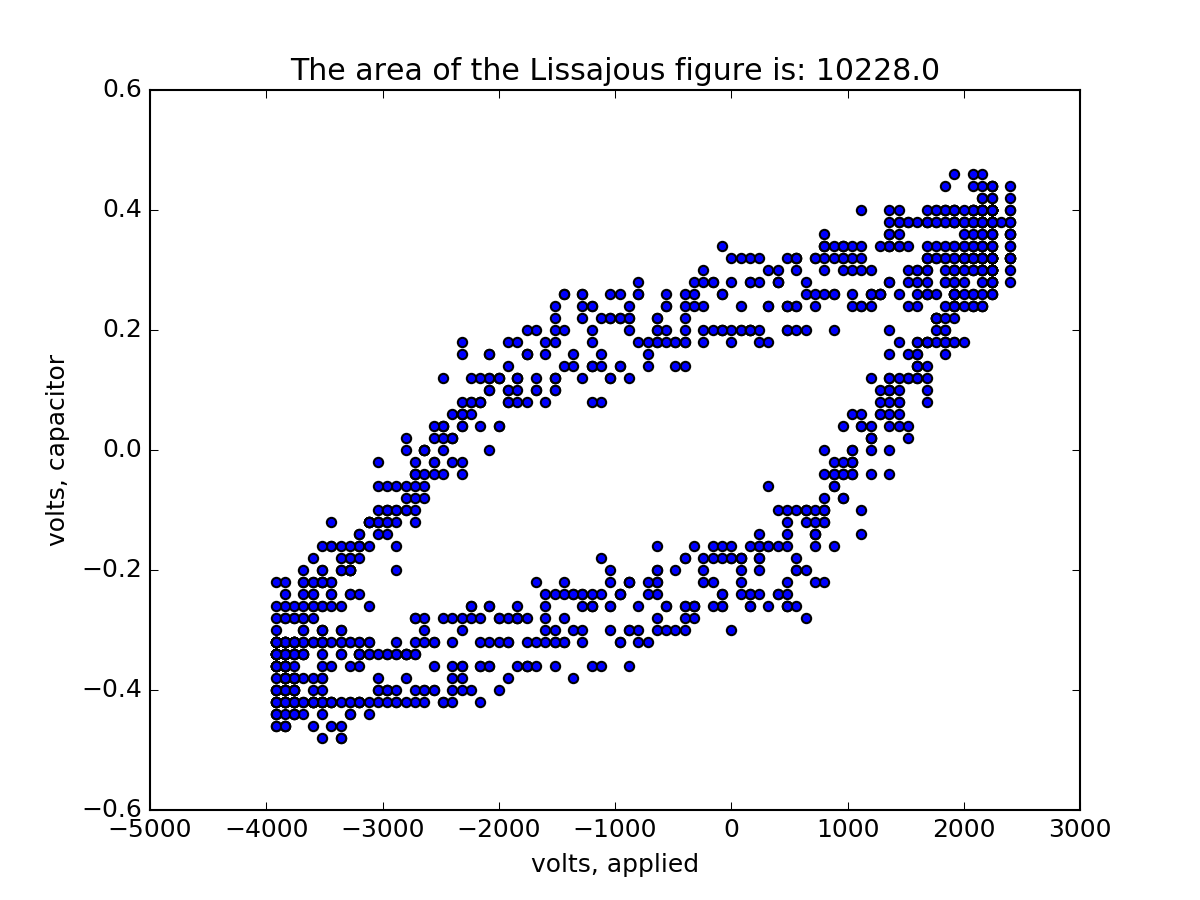 The area of the Lissajous figure is: 10228.0
0.6
0.4
0.2
0.0
−0.2
−0.4
−0.6
volts, capacitor
−5000 −4000 −3000 −2000 −1000 0 1000 2000 3000
volts, applied